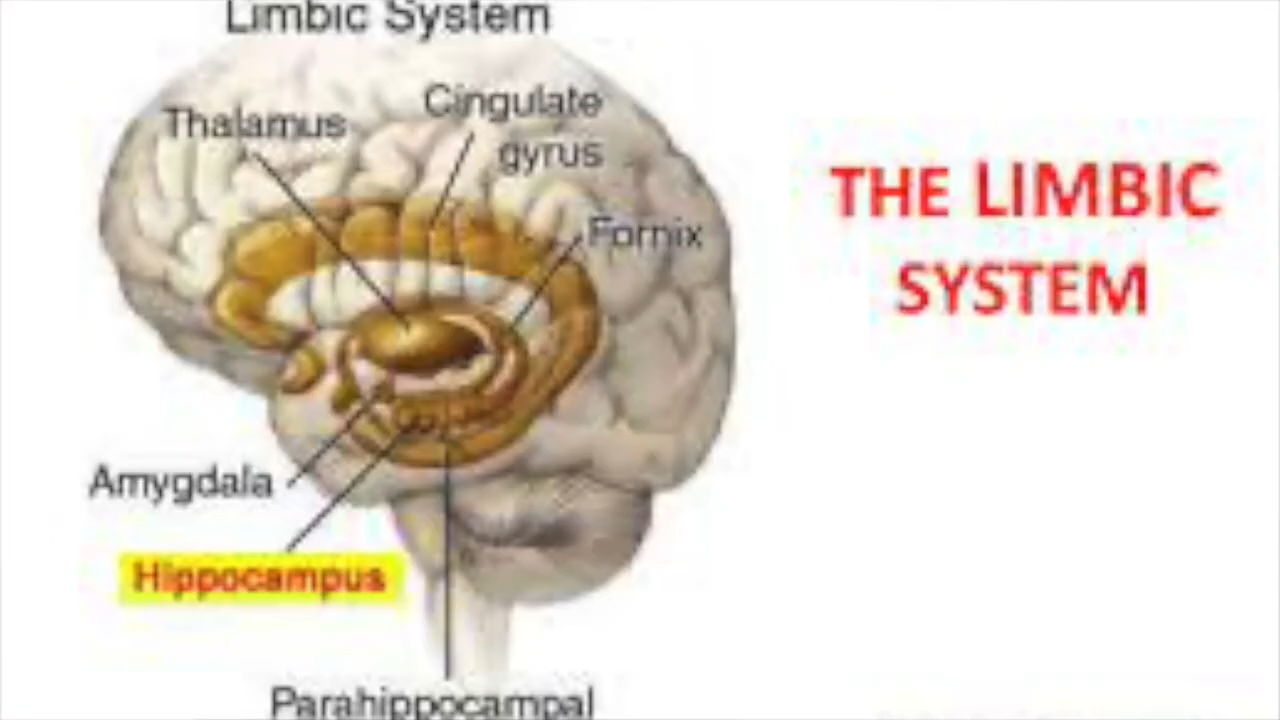 Limbic System
Cingulate
Thalamus
gyrus
Fornix
THE LIMBIC
SYSTEM
Amygdala
Hippocampus
Parahippocampal